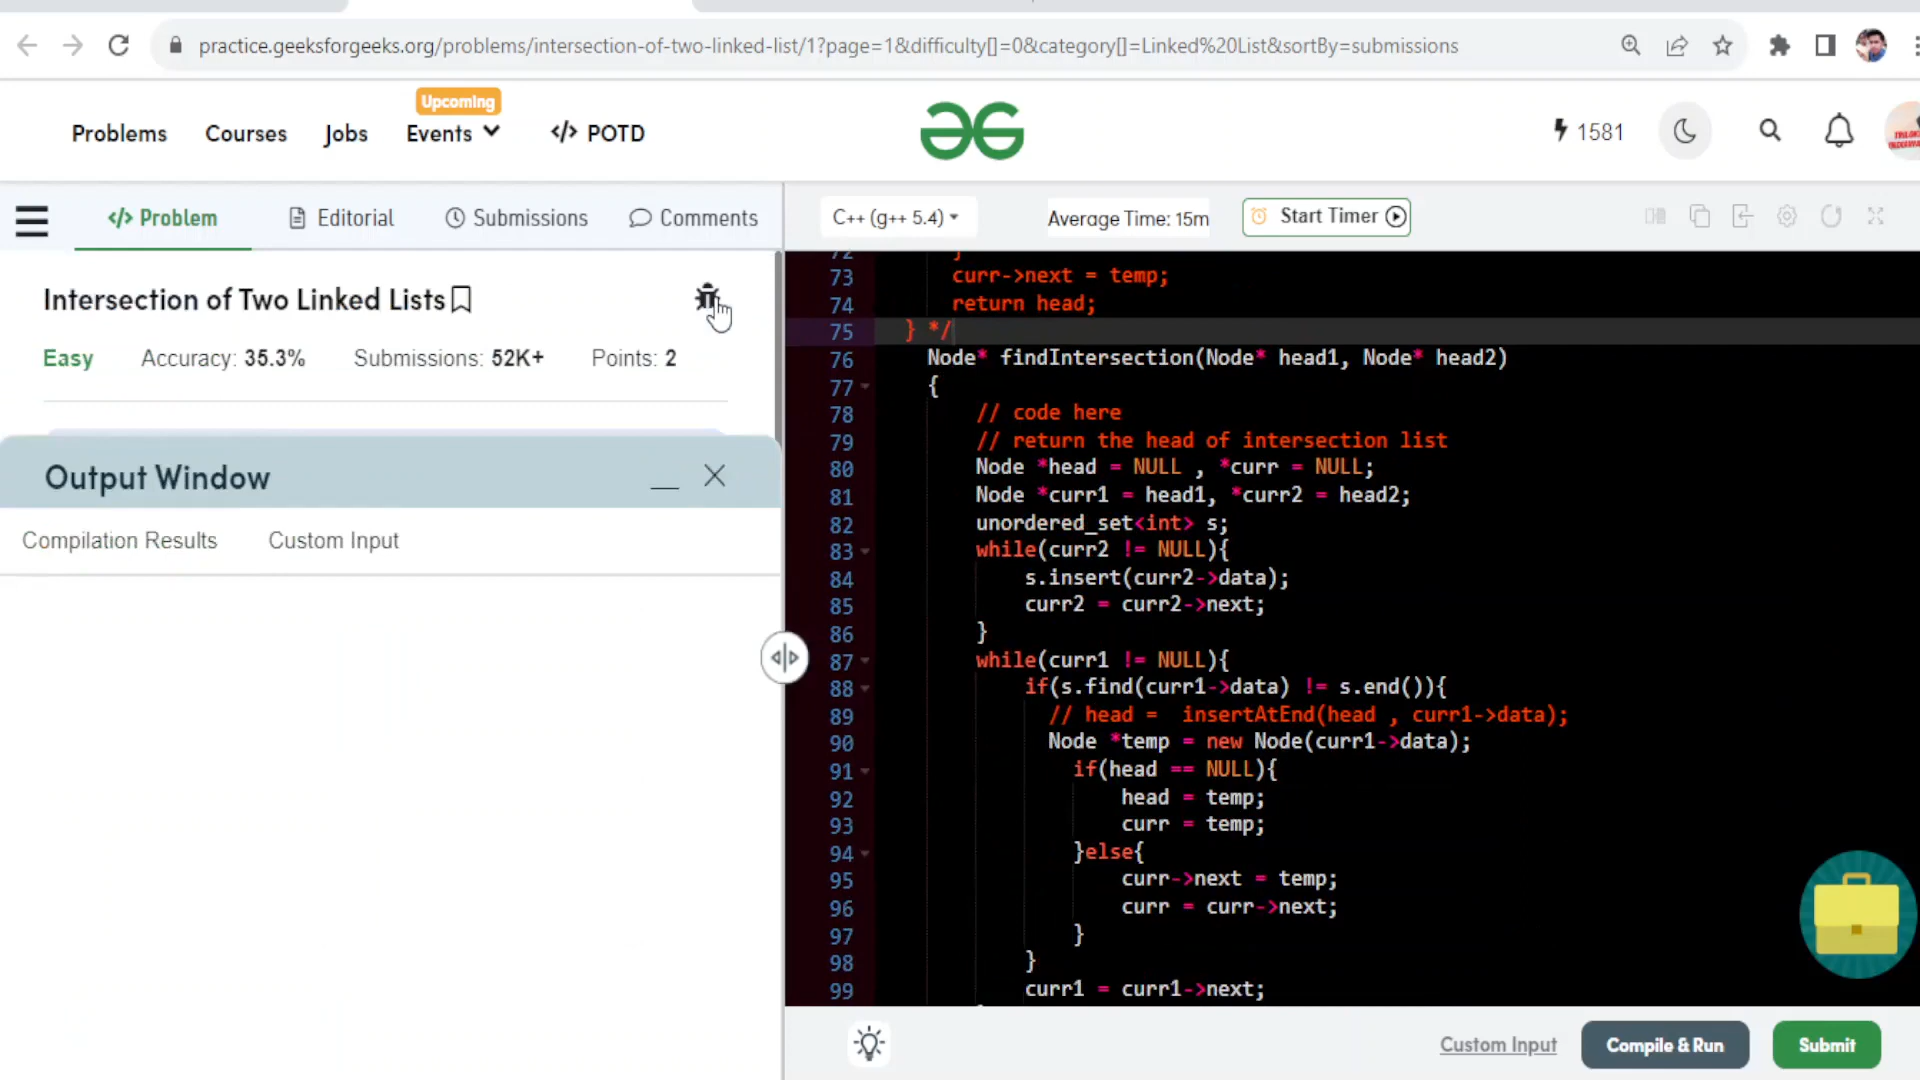 practice.geeksforgeeks.org/problems/intersection-of-two-linked-list/1?page=1&difficulty[]=0&category[]=Linked%20List&sortBy=submissions
Upcoming
Problems Courses Jobs Events </> POTD 1581
</> Problem Editorial Submissions Comments
C++ (g++ 5.4) Average Time: 15m Start Timer
Intersection of Two Linked Lists
Easy Accuracy: 35.3% Submissions: 52K+ Points: 2
Output Window
Compilation Results Custom Input
72 }
73 curr->next = temp;
74 return head;
75 } */
76 Node* findIntersection(Node* head1, Node* head2)
77 {
78 // code here
79 // return the head of intersection list
80 Node *head = NULL , *curr = NULL;
81 Node *curr1 = head1, *curr2 = head2;
82 unordered_set<int> s;
83 while(curr2 != NULL){
84 s.insert(curr2->data);
85 curr2 = curr2->next;
86 }
87 while(curr1 != NULL){
88 if(s.find(curr1->data) != s.end()){
89 // head =  insertAtEnd(head , curr1->data);
90 Node *temp = new Node(curr1->data);
91 if(head == NULL){
92 head = temp;
93 curr = temp;
94 }else{
95 curr->next = temp;
96 curr = curr->next;
97 }
98 }
99 curr1 = curr1->next;
Custom Input Compile & Run Submit